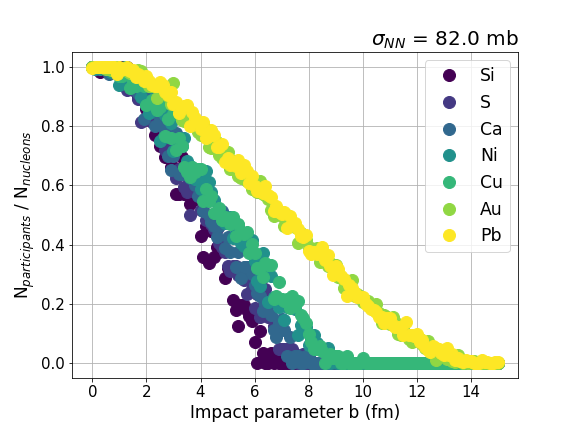 σNN = 82.0 mb
1.0
0.8
0.6
0.4
0.2
0.0
Nparticipants / Nnucleons
Si
S
Ca
Ni
Cu
Au
Pb
0 2 4 6 8 10 12 14
Impact parameter b (fm)